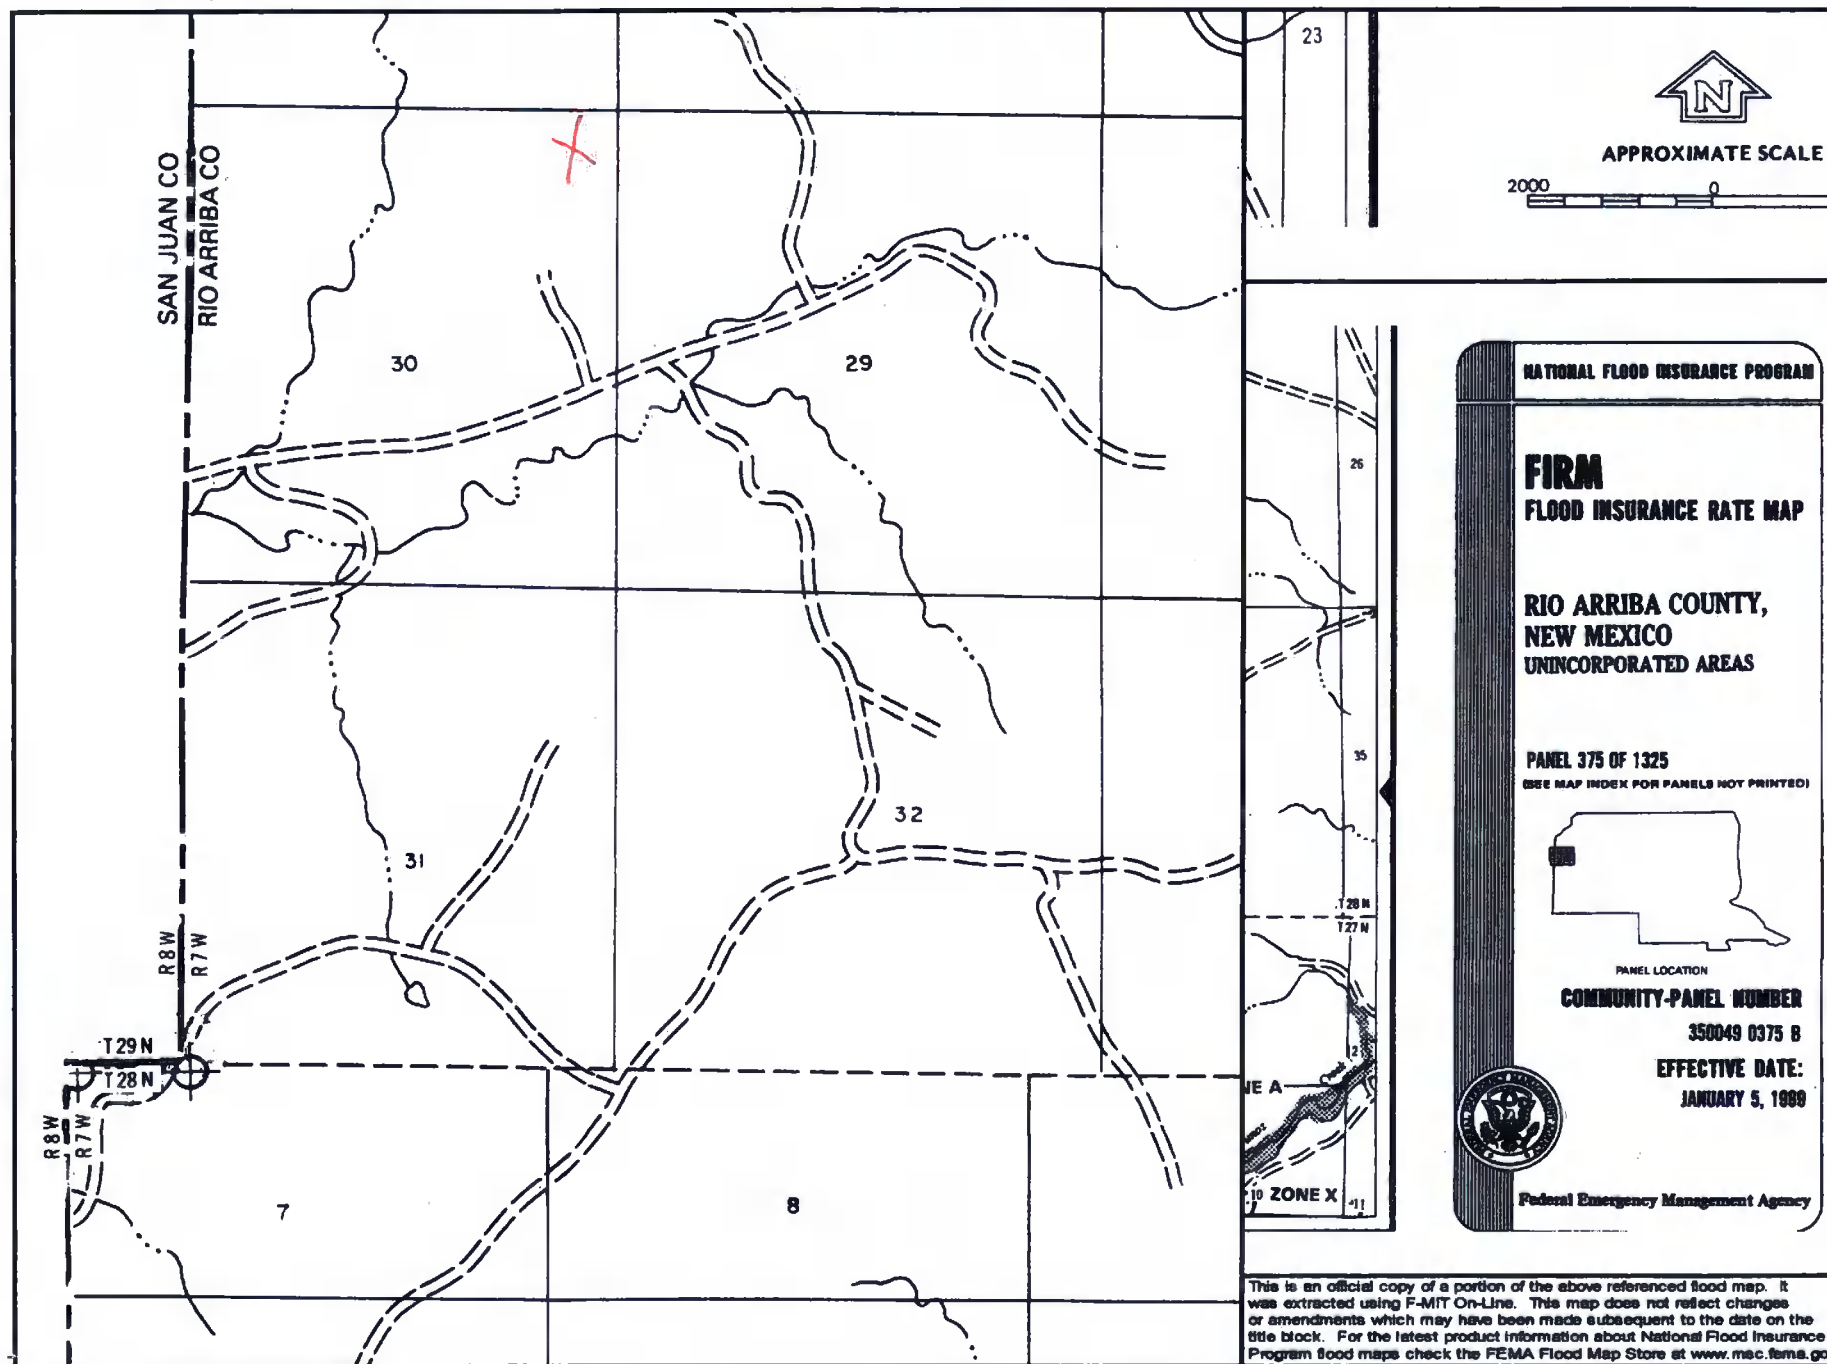 23
N
APPROXIMATE SCALE
2000 0
SAN JUAN CO
RIO ARRIBA CO
30
29
26
31
32
35
R8W
R7W
T28N
T27N
T29N
T28N
R8W
R7W
2
Creek
NE A
10 ZONE X 11
7
8
NATIONAL FLOOD INSURANCE PROGRAM
FIRM
FLOOD INSURANCE RATE MAP
RIO ARRIBA COUNTY,
NEW MEXICO
UNINCORPORATED AREAS
PANEL 375 OF 1325
(SEE MAP INDEX FOR PANELS NOT PRINTED)
PANEL LOCATION
COMMUNITY-PANEL NUMBER
350049 0375 B
EFFECTIVE DATE:
JANUARY 5, 1989
Federal Emergency Management Agency
This is an official copy of a portion of the above referenced flood map. It
was extracted using F-MIT On-Line. This map does not reflect changes
or amendments which may have been made subsequent to the date on the
title block. For the latest product information about National Flood Insurance
Program flood maps check the FEMA Flood Map Store at www.msc.fema.go